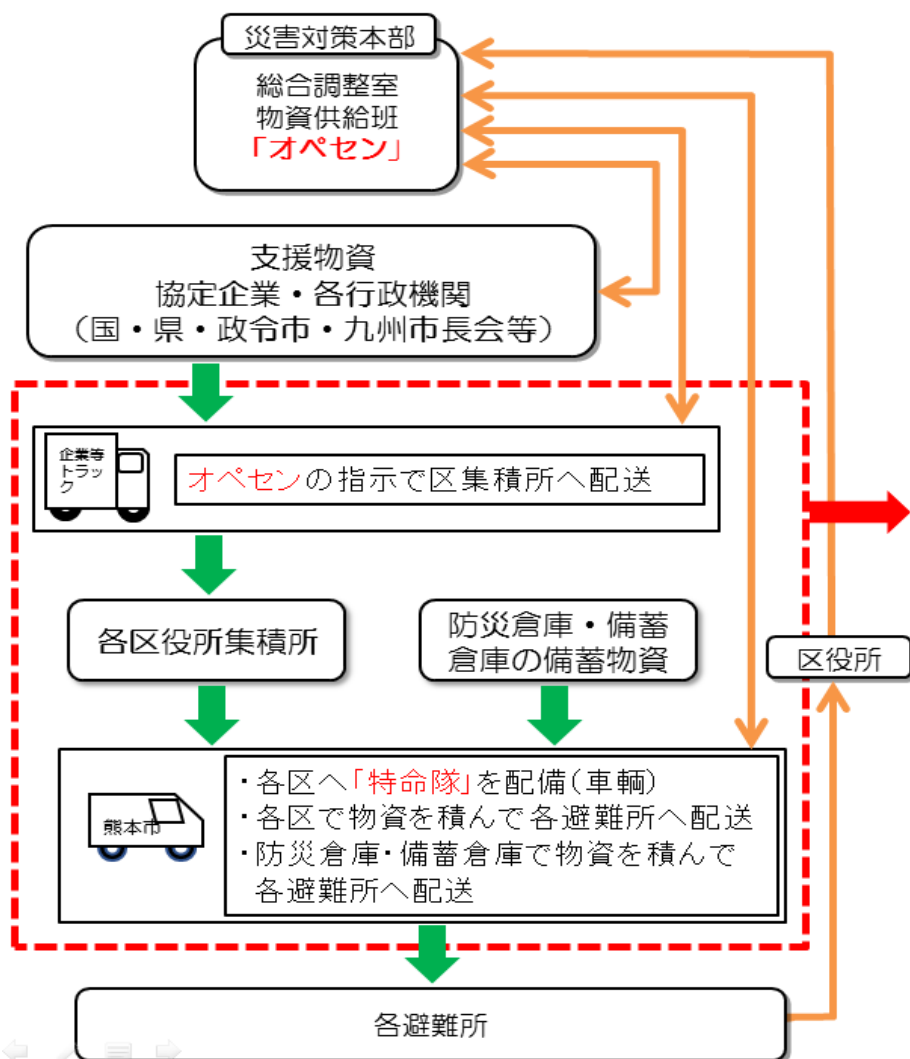 災害対策本部
総合調整室
物資供給班
「オペセン」
支援物資
協定企業・各行政機関
（国・県・政令市・九州市長会等）
企業等
トラッ
ク
オペセンの指示で区集積所へ配送
各区役所集積所
防災倉庫・備蓄
倉庫の備蓄物資
区役所
熊本市
・各区へ「特命隊」を配備(車輌)
・各区で物資を積んで各避難所へ配送
・防災倉庫・備蓄倉庫で物資を積んで
各避難所へ配送
各避難所